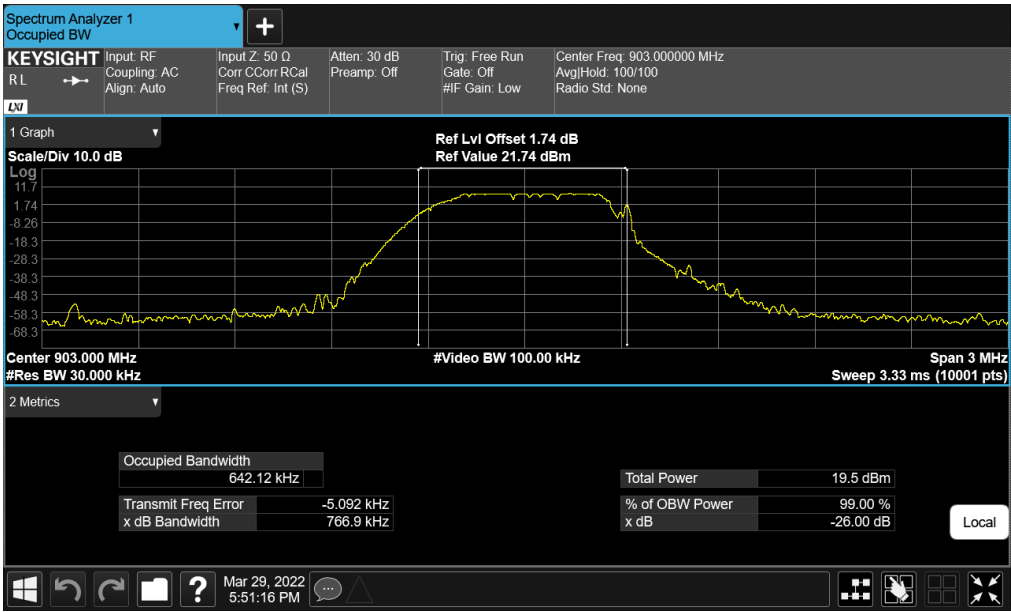 Spectrum Analyzer 1
Occupied BW
KEYSIGHT
R L
LXI
Input: RF
Coupling: AC
Align: Auto
Input Z: 50 Ω
Corr CCorr RCal
Freq Ref: Int (S)
Atten: 30 dB
Preamp: Off
Trig: Free Run
Gate: Off
#IF Gain: Low
Center Freq: 903.000000 MHz
Avg|Hold: 100/100
Radio Std: None
1 Graph
Scale/Div 10.0 dB
Ref Lvl Offset 1.74 dB
Ref Value 21.74 dBm
Log
11.7
1.74
-8.26
-18.3
-28.3
-38.3
-48.3
-58.3
-68.3
Center 903.000 MHz
#Video BW 100.00 kHz
Span 3 MHz
#Res BW 30.000 kHz
Sweep 3.33 ms (10001 pts)
2 Metrics
Occupied Bandwidth
642.12 kHz
Transmit Freq Error -5.092 kHz
x dB Bandwidth 766.9 kHz
Total Power 19.5 dBm
% of OBW Power 99.00 %
x dB -26.00 dB
Local
Mar 29, 2022
5:51:16 PM